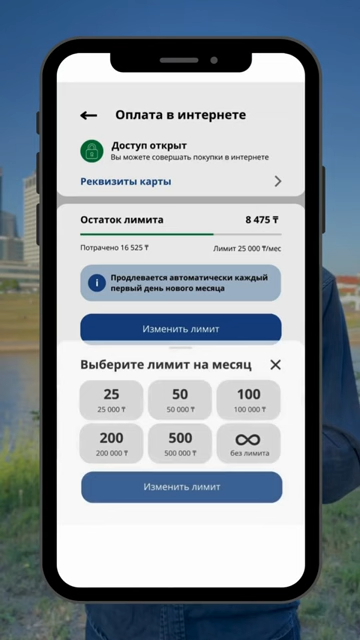 Оплата в интернете
Доступ открыт
Вы можете совершать покупки в интернете
Реквизиты карты
Остаток лимита 8 475 ₸
Потрачено 16 525 ₸ Лимит 25 000 ₸/мес
Продлевается автоматически каждый
первый день нового месяца
Изменить лимит
Выберите лимит на месяц
25 50 100
25 000 ₸ 50 000 ₸ 100 000 ₸
200 500 ∞
200 000 ₸ 500 000 ₸ без лимита
Изменить лимит